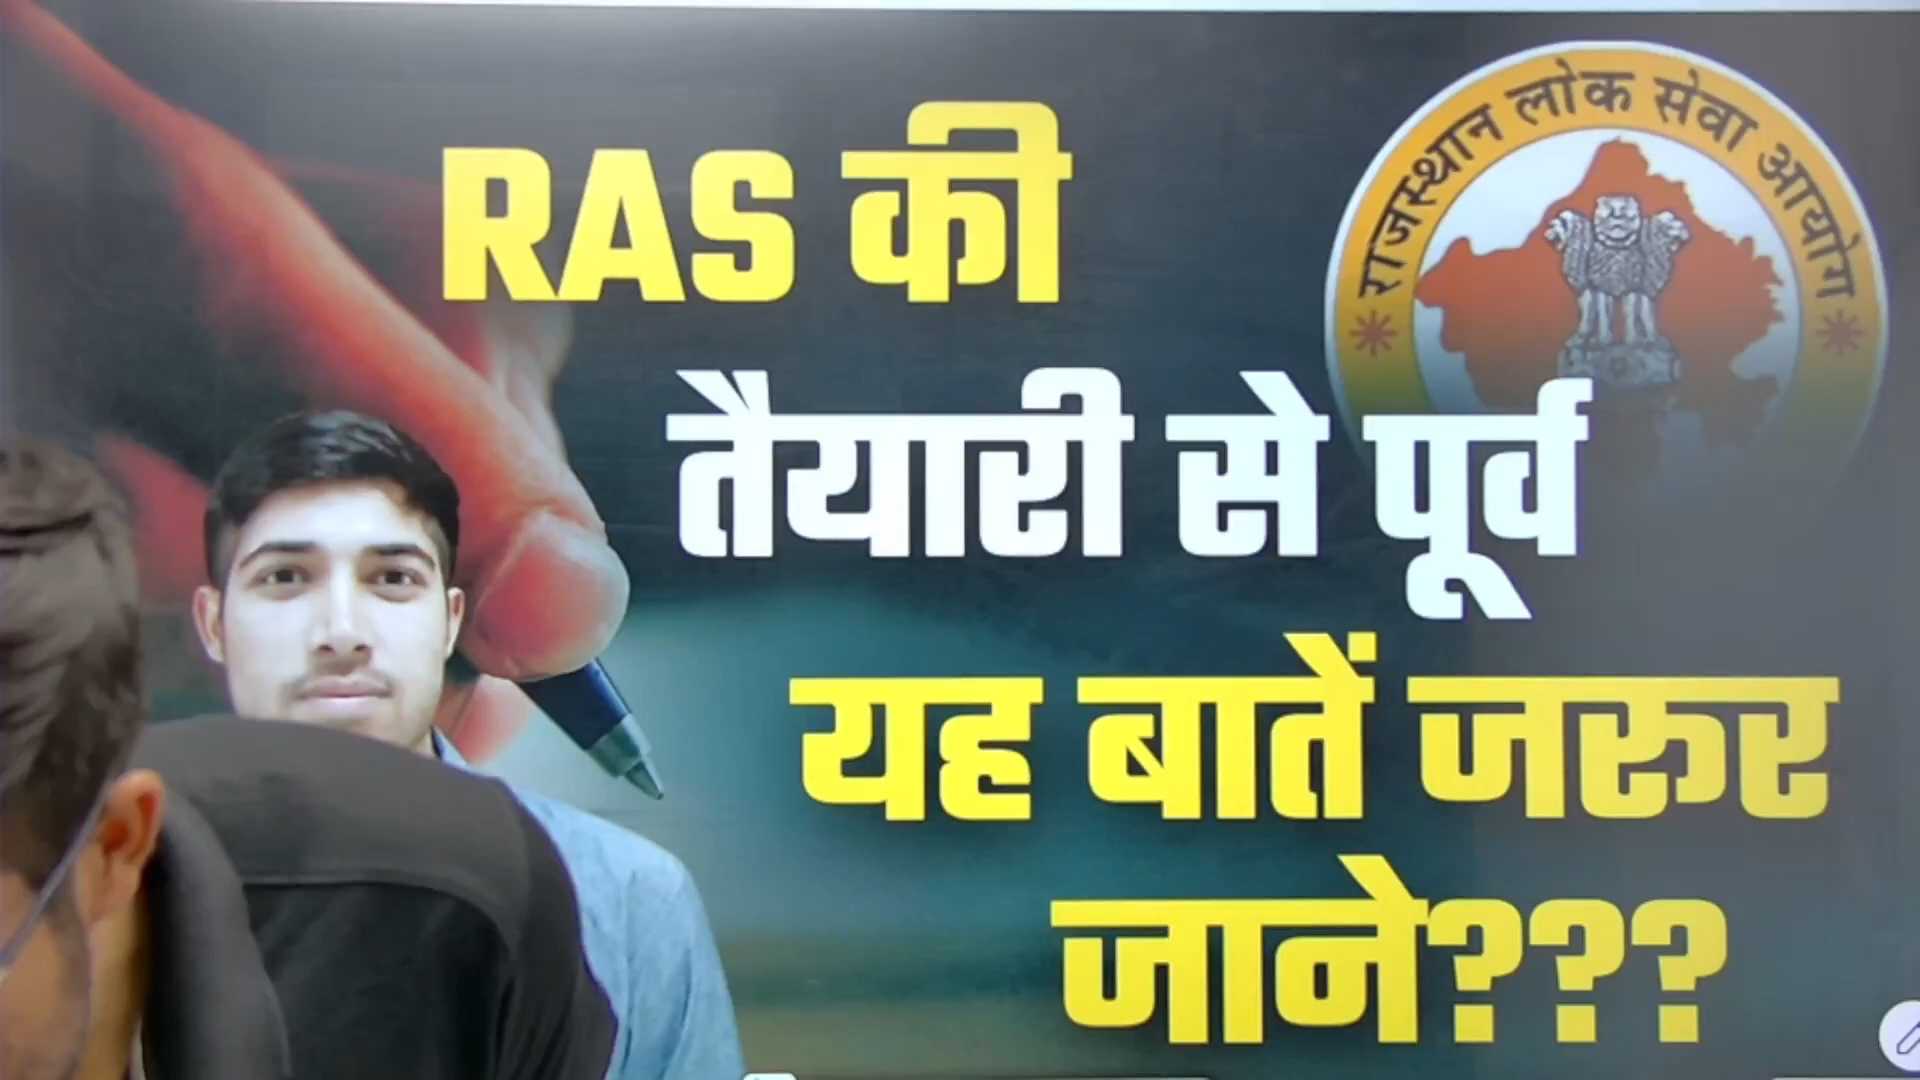 राजस्थान लोक सेवा आयोग
RAS की
तैयारी से पूर्व
यह बातें जरुर
जाने???